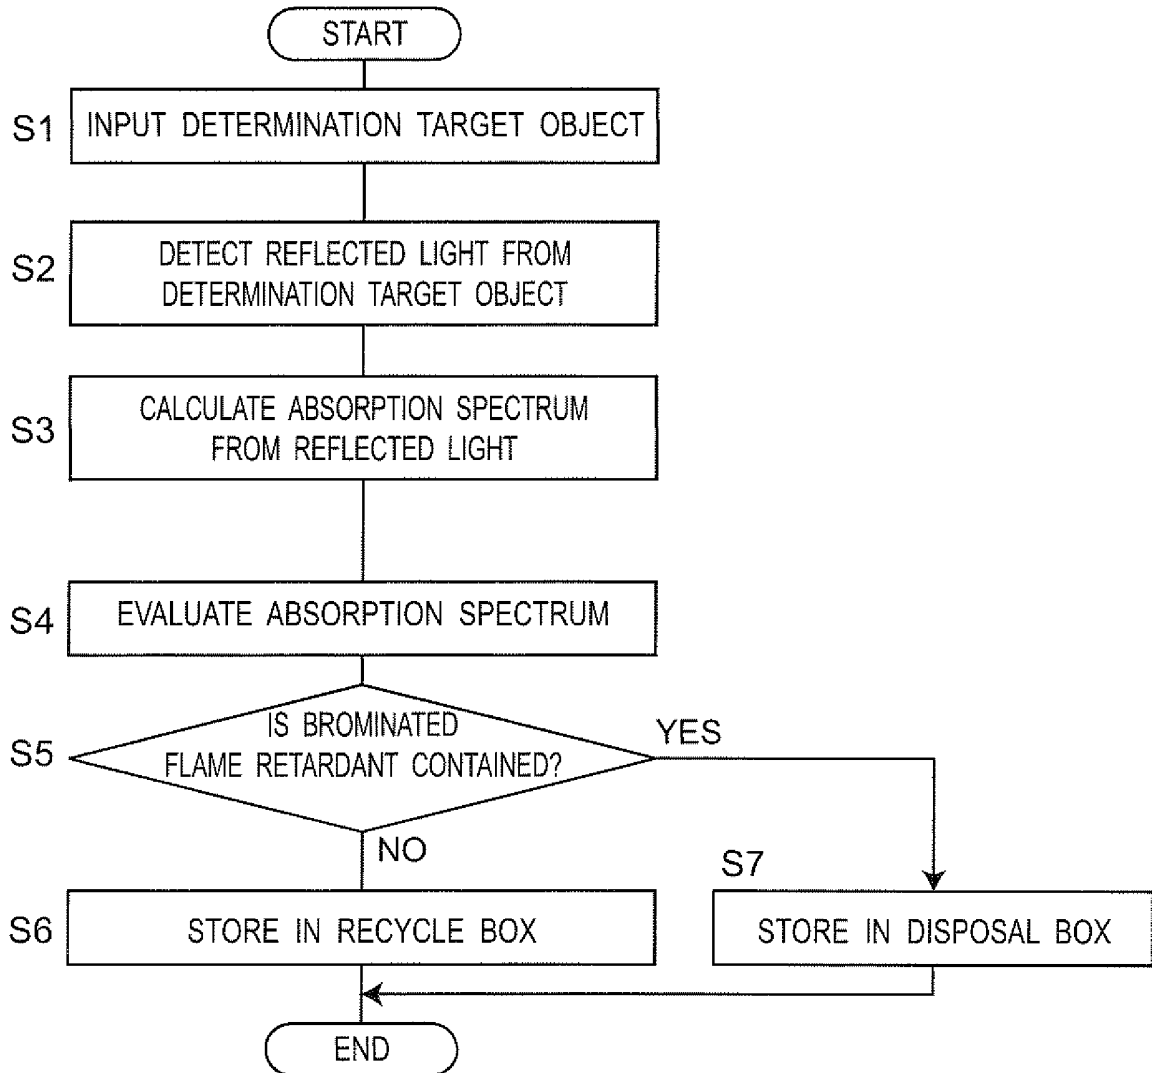 START
S1
INPUT DETERMINATION TARGET OBJECT
S2
DETECT REFLECTED LIGHT FROM
DETERMINATION TARGET OBJECT
S3
CALCULATE ABSORPTION SPECTRUM
FROM REFLECTED LIGHT
S4
EVALUATE ABSORPTION SPECTRUM
S5
IS BROMINATED
FLAME RETARDANT CONTAINED?
YES
NO
S6
STORE IN RECYCLE BOX
S7
STORE IN DISPOSAL BOX
END